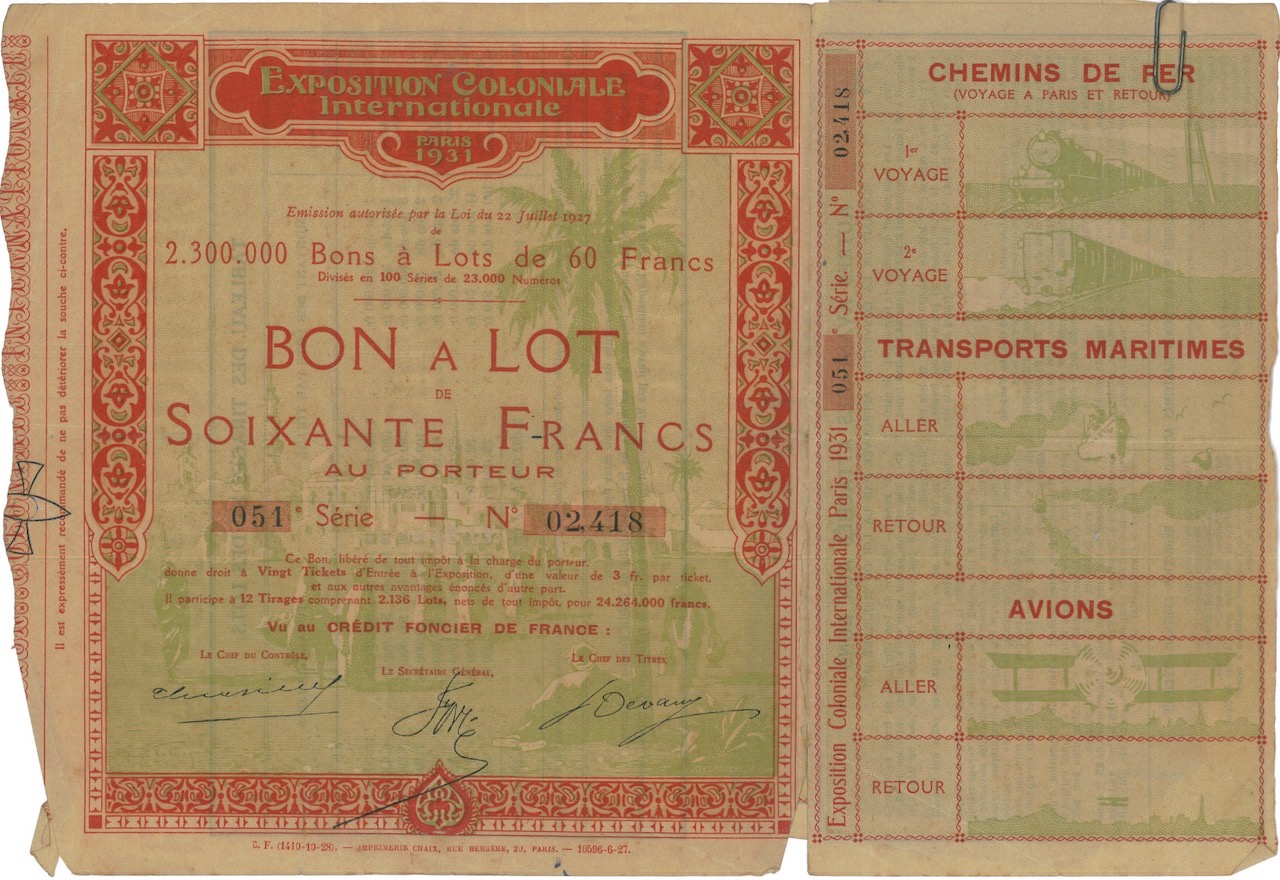 Il est expressément recommandé de ne pas détériorer la souche ci-contre.
EXPOSITION COLONIALE
Internationale
PARIS
1931
Emission autorisée par la Loi du 22 Juillet 1927
de
2.300.000 Bons à Lots de 60 Francs
Divisés en 100 Séries de 23.000 Numéros
BON A LOT
DE
SOIXANTE FRANCS
AU PORTEUR
051e Série — N° 02,418
Ce Bon, libéré de tout impôt à la charge du porteur,
donne droit à Vingt Tickets d'Entrée à l'Exposition, d'une valeur de 3 fr. par ticket,
et aux autres avantages énoncés d'autre part.
Il participe à 12 Tirages comprenant 2.136 Lots, nets de tout impôt, pour 24.264.000 francs.
Vu au CRÉDIT FONCIER DE FRANCE :
LE CHEF DU CONTRÔLE,
LE SECRÉTAIRE GÉNÉRAL,
LE CHEF DES TITRES,
C. F. (1410-10-28). — IMPRIMERIE CHAIX, RUE BERGÈRE, 20, PARIS. — 10596-6-27.
Exposition Coloniale Internationale Paris 1931 051e Série. — N° 02,418
CHEMINS DE FER
(VOYAGE A PARIS ET RETOUR)
1er
VOYAGE
2e
VOYAGE
TRANSPORTS MARITIMES
ALLER
RETOUR
AVIONS
ALLER
RETOUR